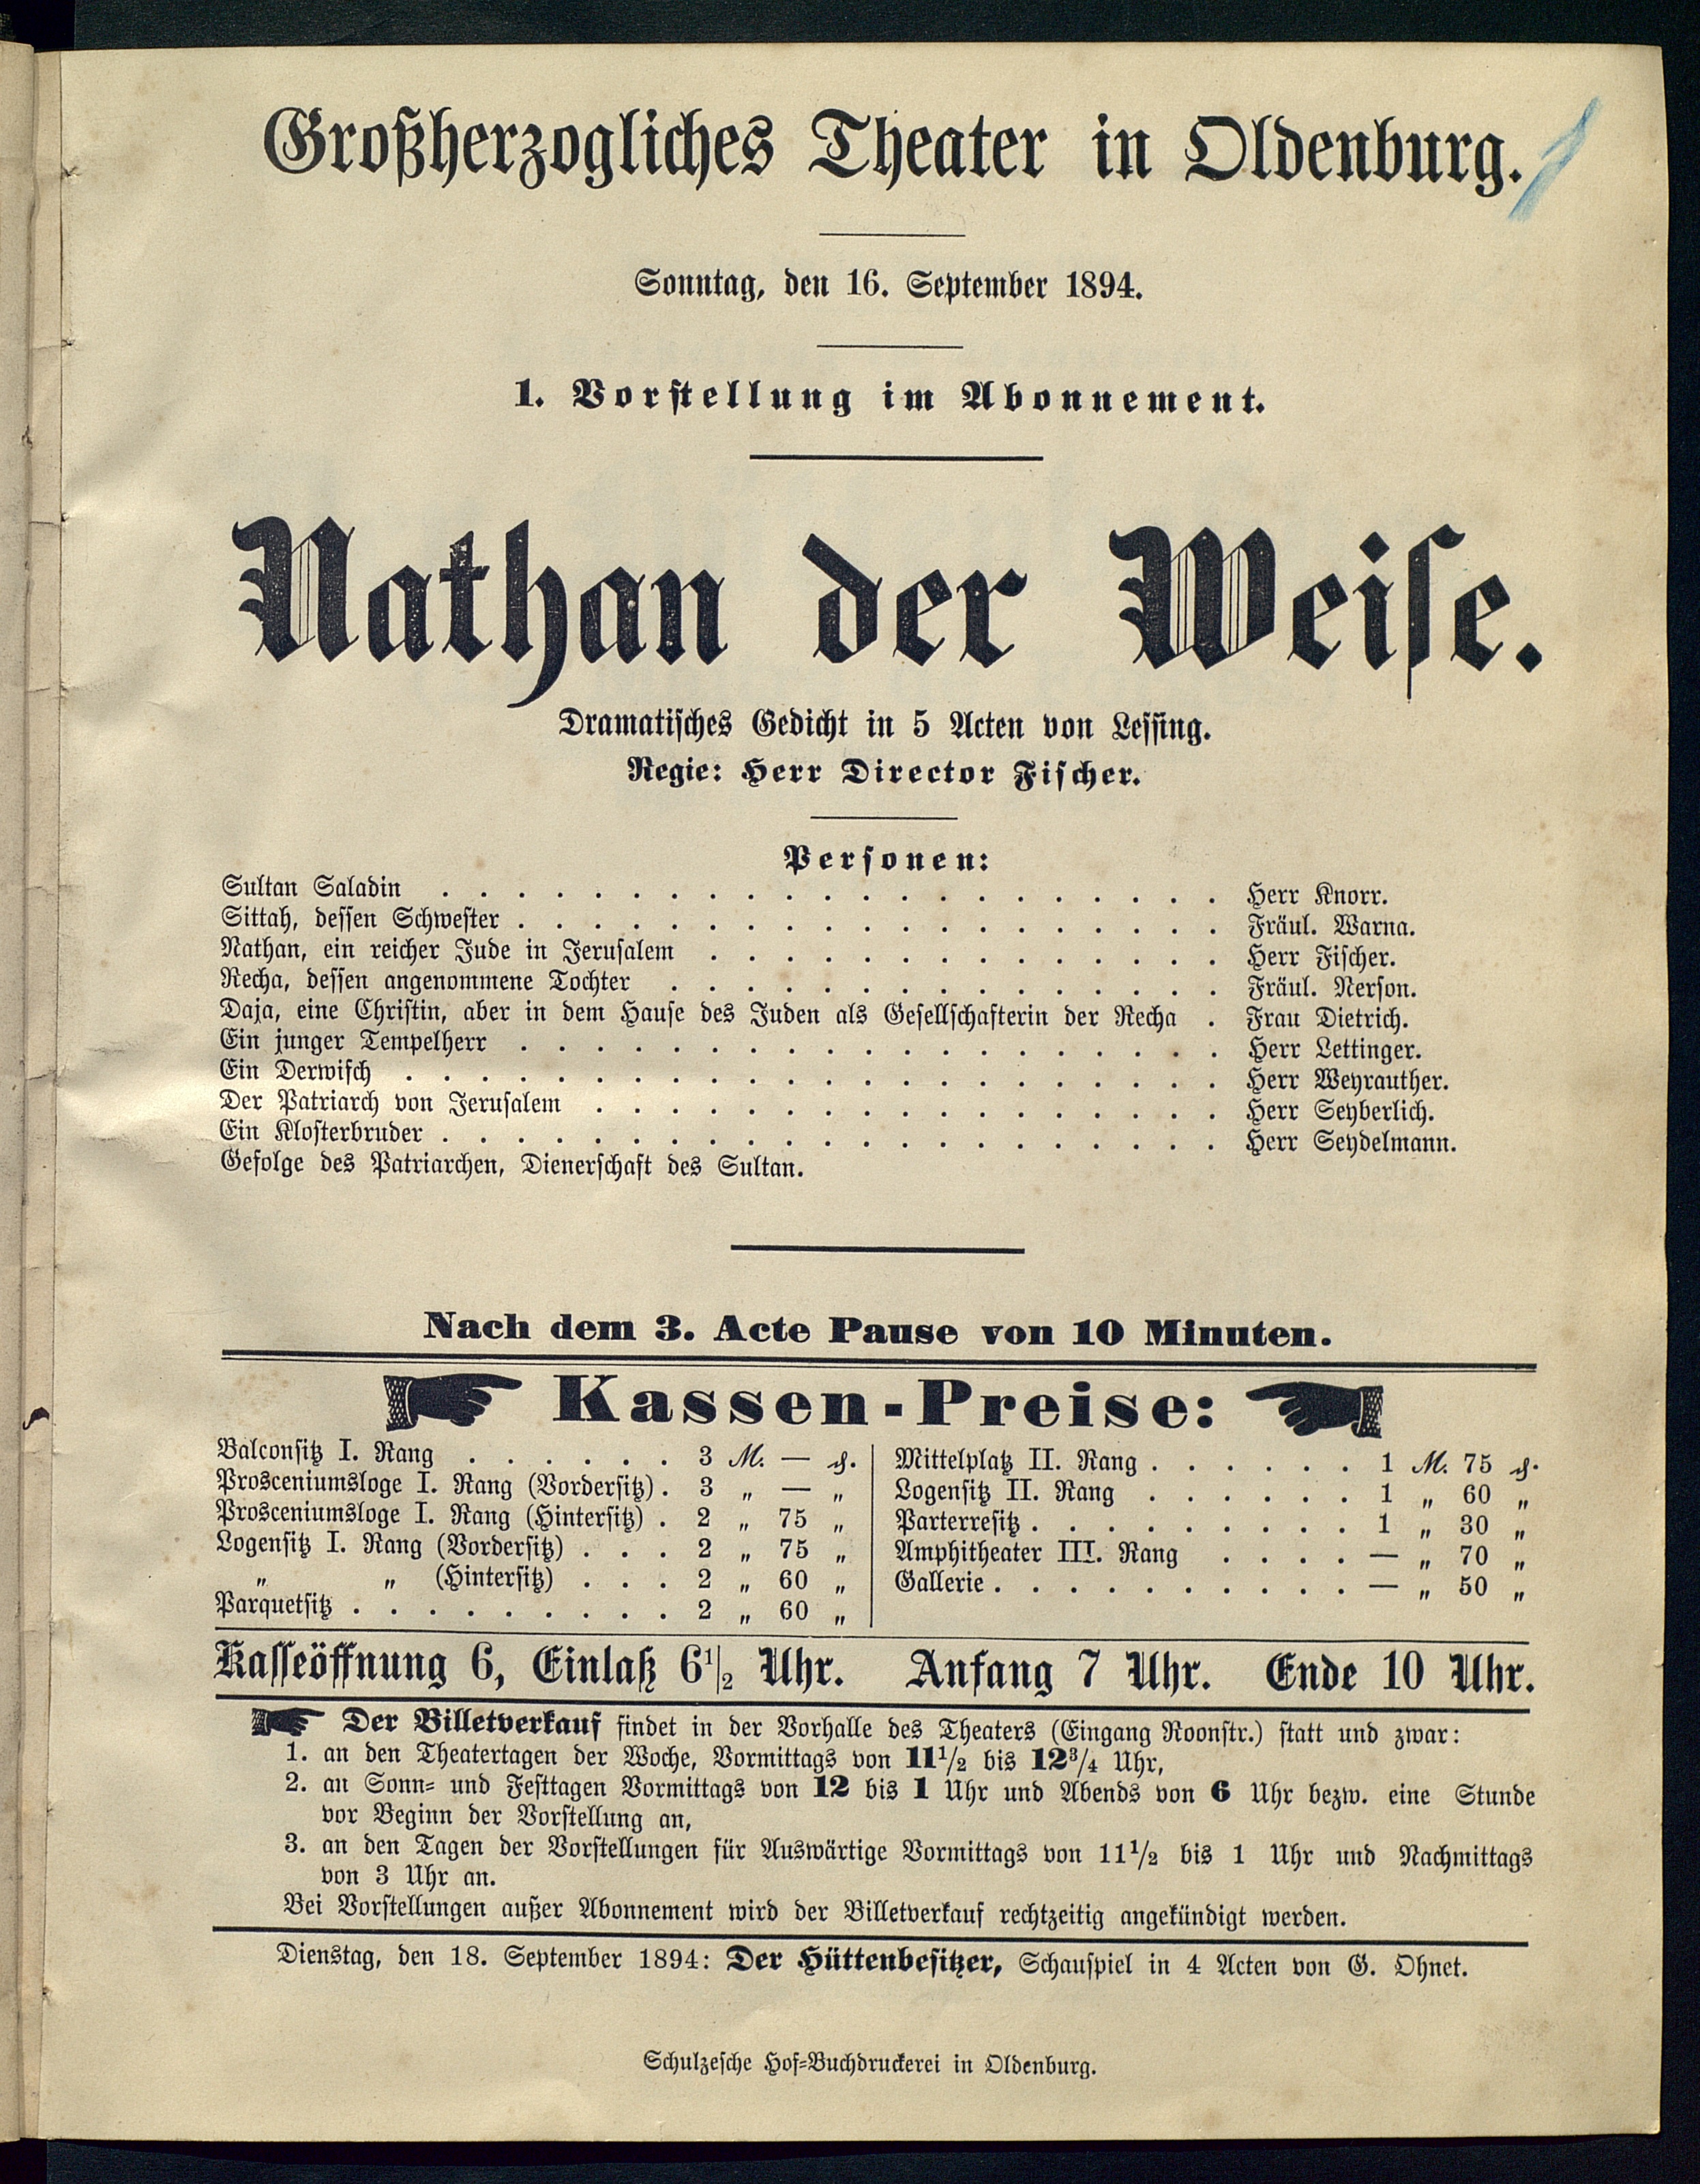 Großherzogliches Theater in Oldenburg.
Sonntag, den 16. September 1894.
1. Vorstellung im Abonnement.
Nathan der Weise.
Dramatisches Gedicht in 5 Acten von Lessing.
Regie: Herr Director Fischer.
Personen:
Sultan Saladin . . . . . . . . . . . . . . . . . . . . . Herr Knorr.
Sittah, dessen Schwester . . . . . . . . . . . . . . . . . . . Fräul. Warna.
Nathan, ein reicher Jude in Jerusalem . . . . . . . . . . . . . . Herr Fischer.
Recha, dessen angenommene Tochter . . . . . . . . . . . . . . . Fräul. Nerson.
Daja, eine Christin, aber in dem Hause des Juden als Gesellschafterin der Recha . Frau Dietrich.
Ein junger Tempelherr . . . . . . . . . . . . . . . . . . . Herr Lettinger.
Ein Derwisch . . . . . . . . . . . . . . . . . . . . . . Herr Weyrauther.
Der Patriarch von Jerusalem . . . . . . . . . . . . . . . . . Herr Seyberlich.
Ein Klosterbruder . . . . . . . . . . . . . . . . . . . . . Herr Seydelmann.
Gefolge des Patriarchen, Dienerschaft des Sultan.
Nach dem 3. Acte Pause von 10 Minuten.
Kassen-Preise:
Balconsitz I. Rang . . . . . . 3 M. — ₰.
Prosceniumsloge I. Rang (Vordersitz) . 3 „ — „
Prosceniumsloge I. Rang (Hintersitz) . 2 „ 75 „
Logensitz I. Rang (Vordersitz) . . . 2 „ 75 „
„ „ (Hintersitz) . . . 2 „ 60 „
Parquetsitz . . . . . . . . . 2 „ 60 „
Mittelplatz II. Rang . . . . . . 1 M. 75 ₰.
Logensitz II. Rang . . . . . . 1 „ 60 „
Parterresitz . . . . . . . . . 1 „ 30 „
Amphitheater III. Rang . . . . — „ 70 „
Gallerie . . . . . . . . . . — „ 50 „
Kasseöffnung 6, Einlaß 6½ Uhr. Anfang 7 Uhr. Ende 10 Uhr.
Der Billetverkauf findet in der Vorhalle des Theaters (Eingang Roonstr.) statt und zwar:
1. an den Theatertagen der Woche, Vormittags von 11½ bis 12¾ Uhr,
2. an Sonn- und Festtagen Vormittags von 12 bis 1 Uhr und Abends von 6 Uhr bezw. eine Stunde
vor Beginn der Vorstellung an,
3. an den Tagen der Vorstellungen für Auswärtige Vormittags von 11½ bis 1 Uhr und Nachmittags
von 3 Uhr an.
Bei Vorstellungen außer Abonnement wird der Billetverkauf rechtzeitig angekündigt werden.
Dienstag, den 18. September 1894: Der Hüttenbesitzer, Schauspiel in 4 Acten von G. Ohnet.
Schulzesche Hof-Buchdruckerei in Oldenburg.